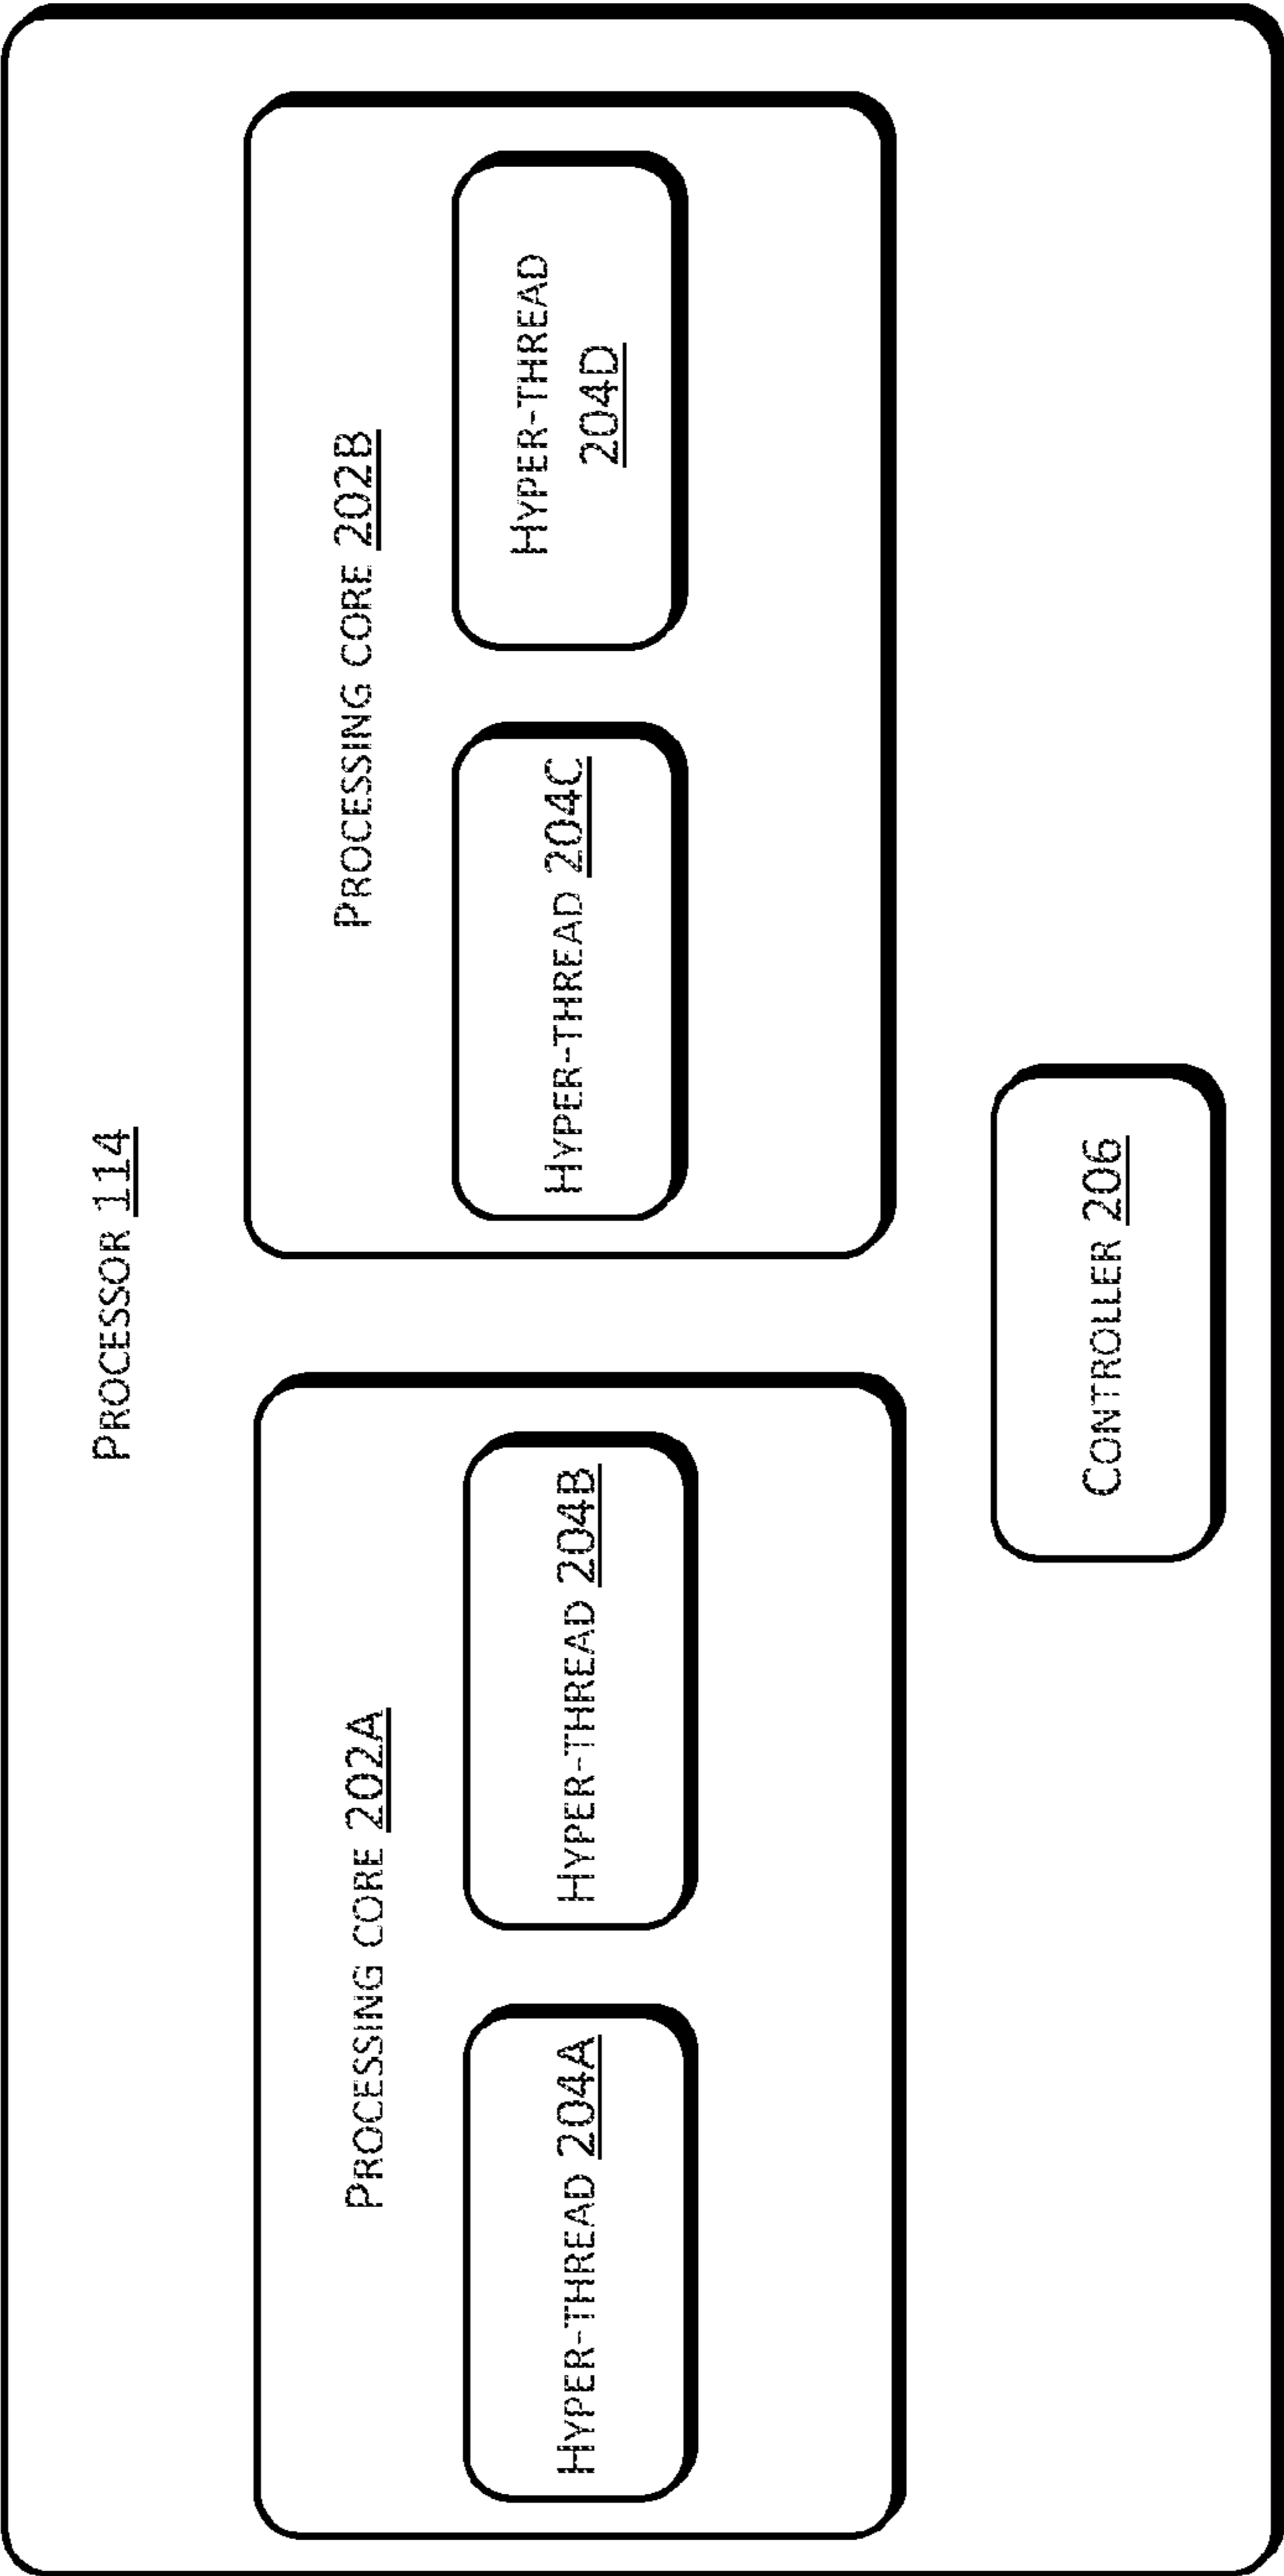 PROCESSOR 114
PROCESSING CORE 202A
HYPER-THREAD 204A
HYPER-THREAD 204B
PROCESSING CORE 202B
HYPER-THREAD 204C
HYPER-THREAD
204D
CONTROLLER 206